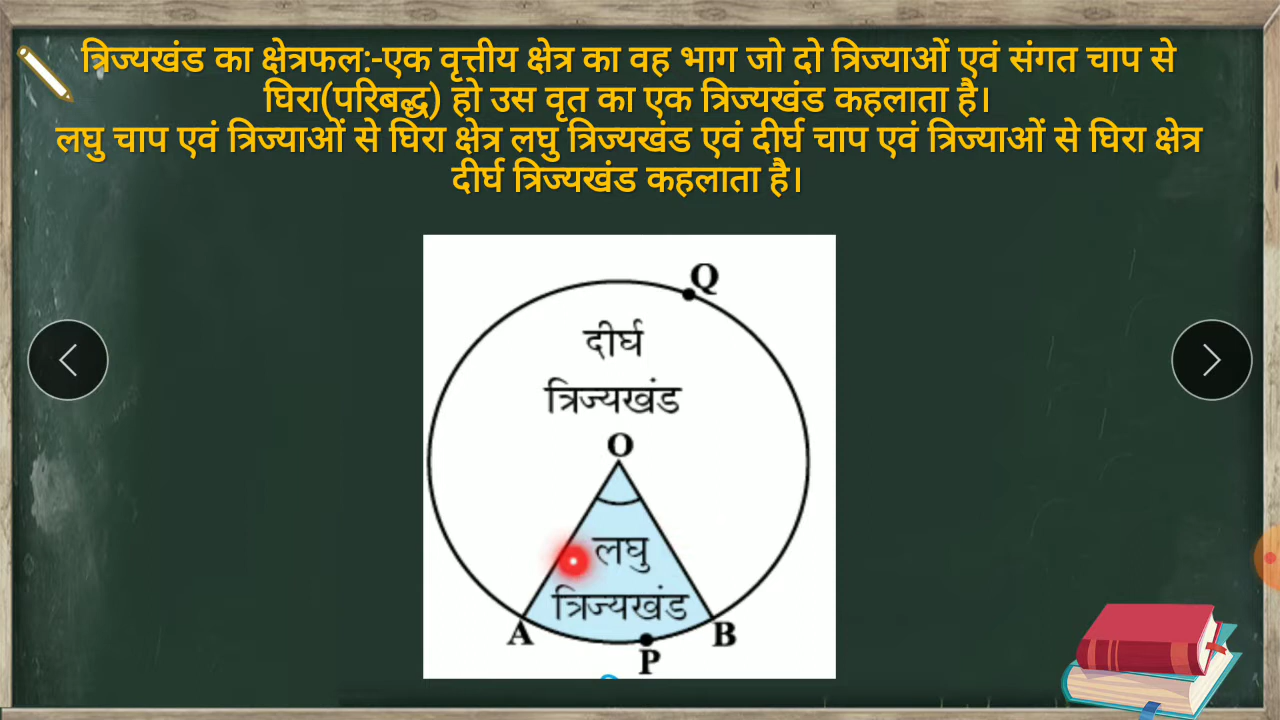 त्रिज्यखंड का क्षेत्रफल:-एक वृत्तीय क्षेत्र का वह भाग जो दो त्रिज्याओं एवं संगत चाप से
घिरा(परिबद्ध) हो उस वृत का एक त्रिज्यखंड कहलाता है।
लघु चाप एवं त्रिज्याओं से घिरा क्षेत्र लघु त्रिज्यखंड एवं दीर्घ चाप एवं त्रिज्याओं से घिरा क्षेत्र
दीर्घ त्रिज्यखंड कहलाता है।
Q
दीर्घ
त्रिज्यखंड
O
लघु
त्रिज्यखंड
A
B
P